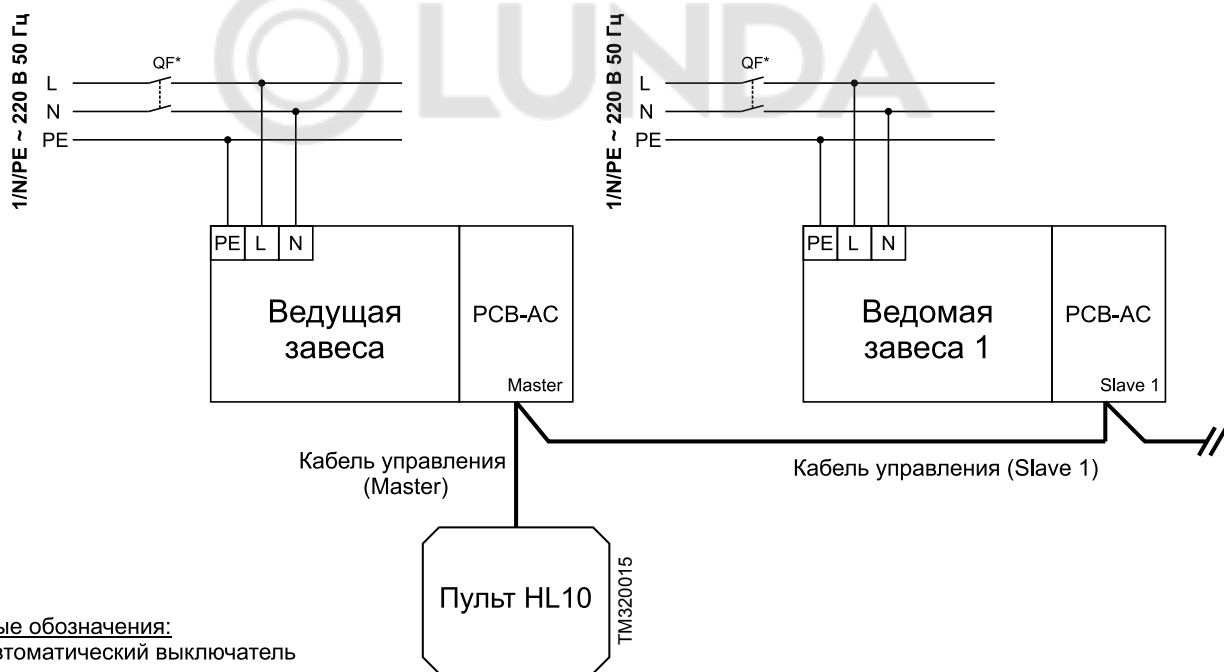 LUNDA
1/N/PE ~ 220 В 50 Гц
L
N
PE
QF*
PE L N
Ведущая
завеса
PCB-AC
Master
1/N/PE ~ 220 В 50 Гц
L
N
PE
QF*
PE L N
Ведомая
завеса 1
PCB-AC
Slave 1
Кабель управления
(Master)
Кабель управления (Slave 1)
Пульт HL10
TM320015
ые обозначения:
втоматический выключатель